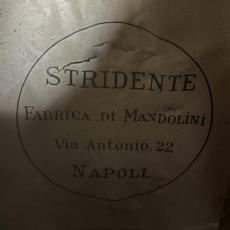 STRIDENTE
FABRICA DI MANDOLINI
Via Antonio, 22
NAPOLI.